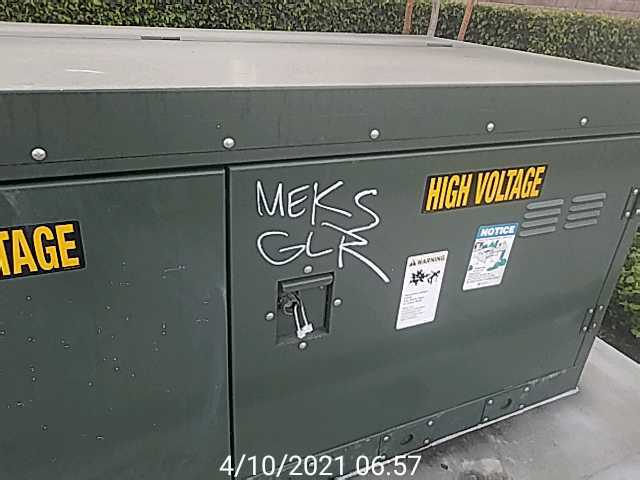 MEKS
GLR
HIGH VOLTAGE
TAGE
WARNING
NOTICE
4/10/2021 06:57